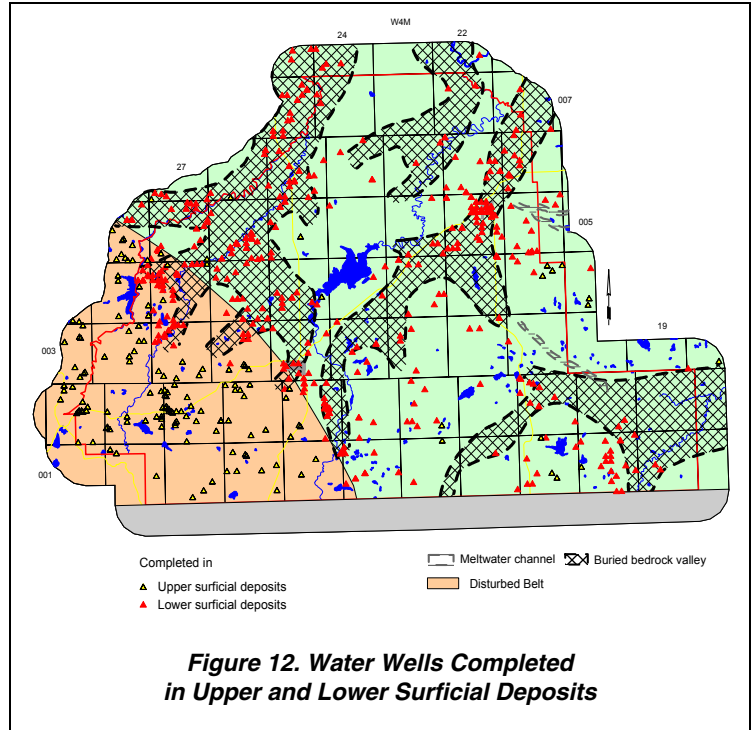 W4M
24
22
007
27
005
003
19
001
Completed in
Meltwater channel
Buried bedrock valley
Upper surficial deposits
Disturbed Belt
Lower surficial deposits
Figure 12. Water Wells Completed
in Upper and Lower Surficial Deposits